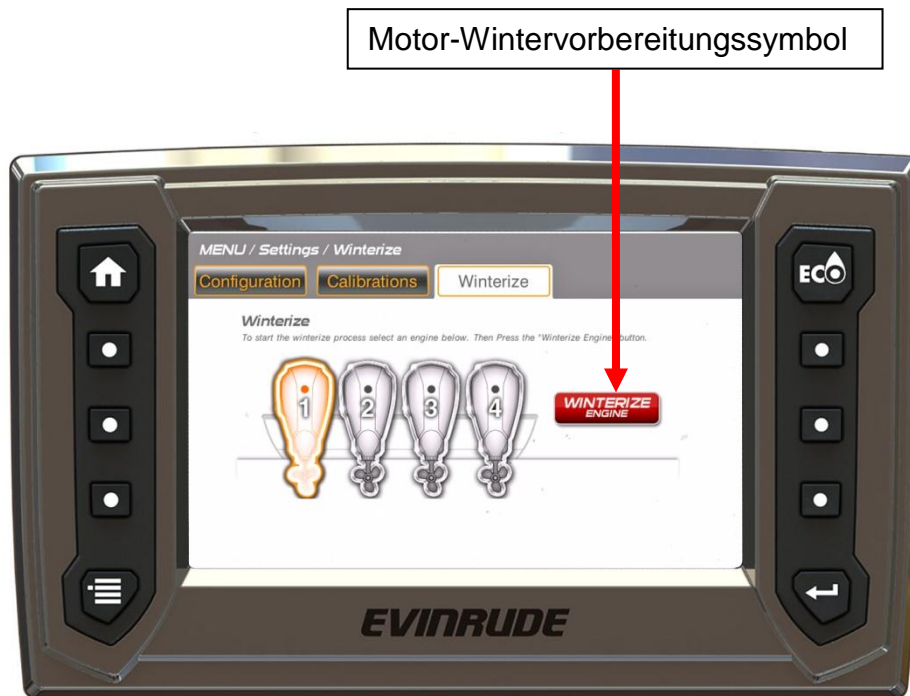 Motor-Wintervorbereitungssymbol
MENU / Settings / Winterize
ECO
Configuration
Calibrations
Winterize
Winterize
To start the winterize process select an engine below. Then Press the "Winterize Engine" button.
1
2
3
4
WINTERIZE
ENGINE
EVINRUDE